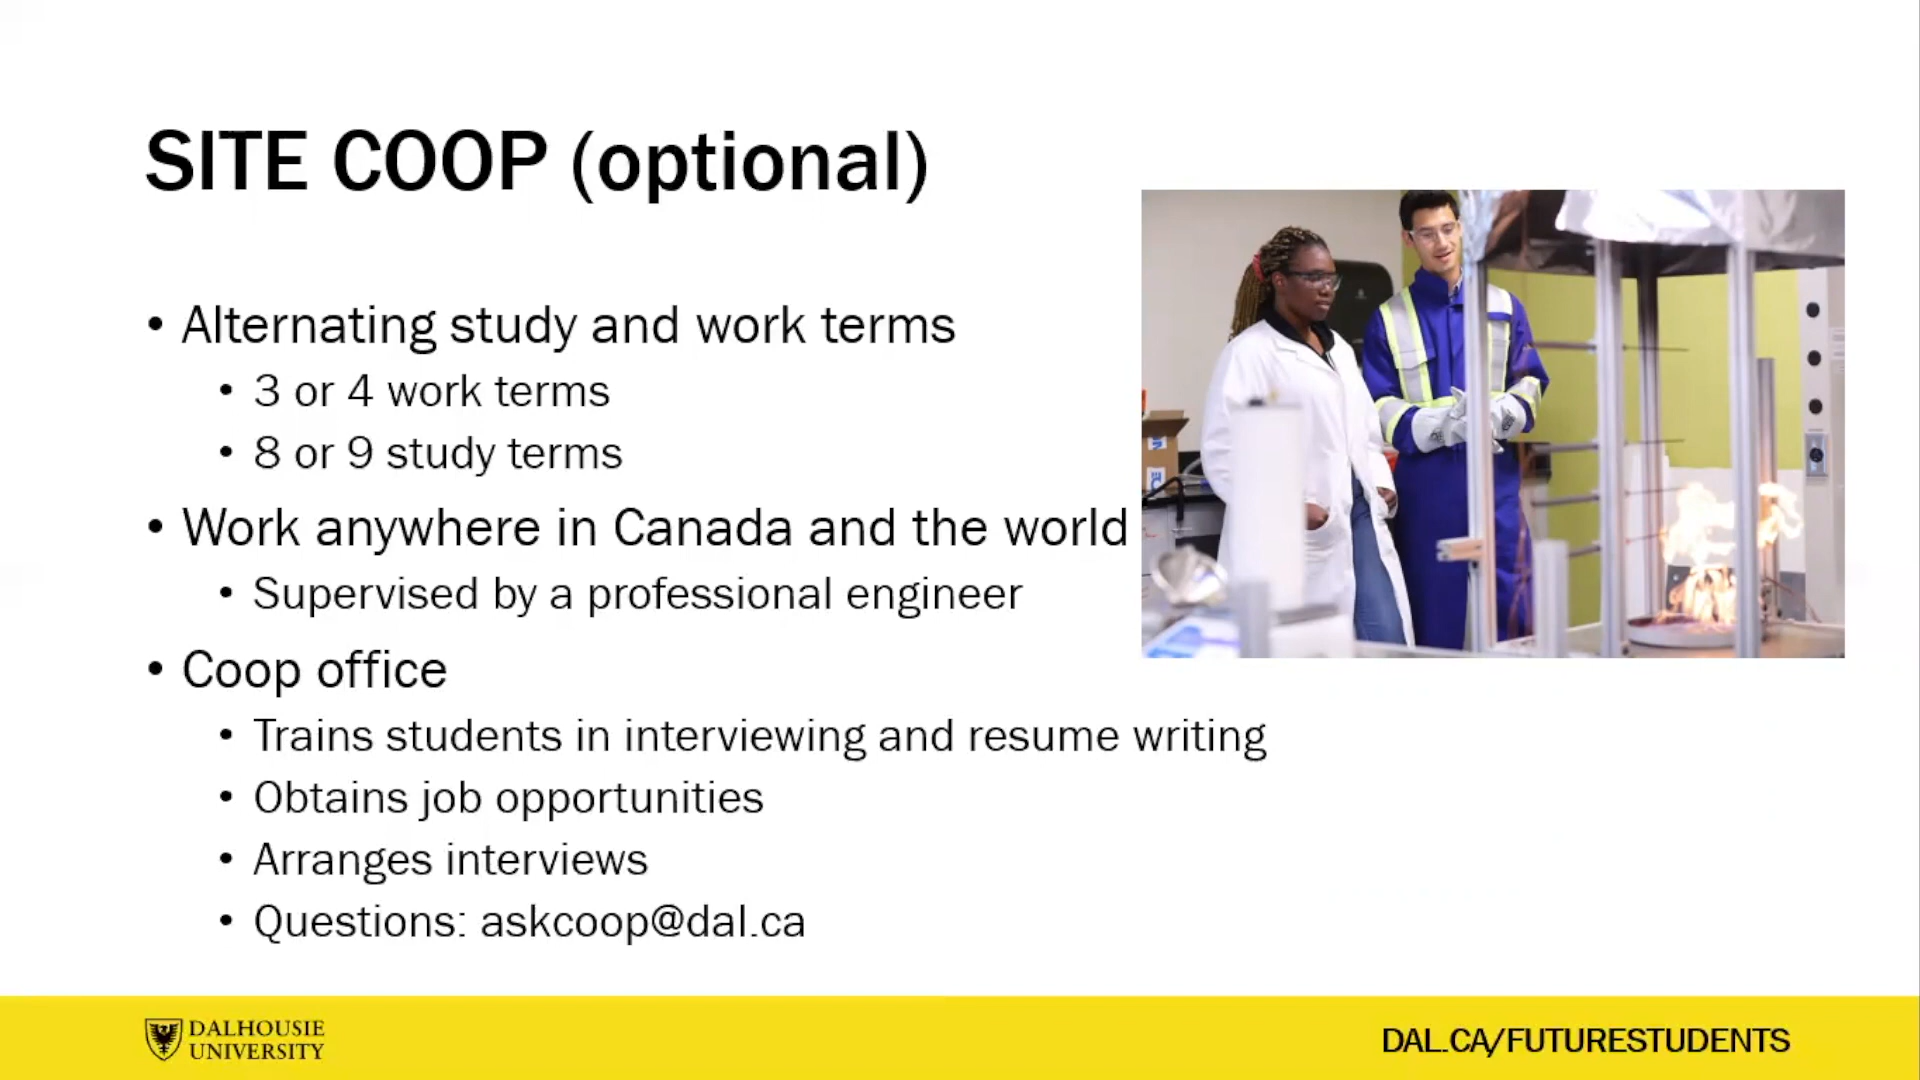 SITE COOP (optional)
• Alternating study and work terms
• 3 or 4 work terms
• 8 or 9 study terms
• Work anywhere in Canada and the world
• Supervised by a professional engineer
• Coop office
• Trains students in interviewing and resume writing
• Obtains job opportunities
• Arranges interviews
• Questions: askcoop@dal.ca
DALHOUSIE
UNIVERSITY
DAL.CA/FUTURESTUDENTS